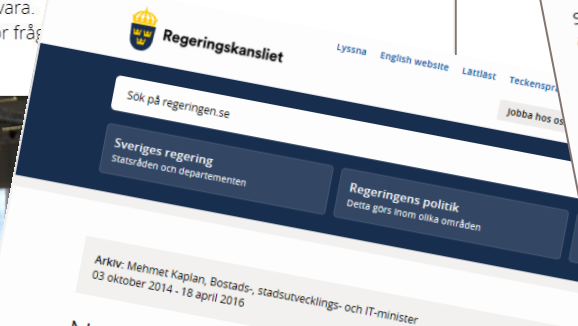 vara.
Regeringskansliet
Lyssna English website Lättläst
Jobba hos
Sök på regeringen.se
Sveriges regering
Statsråden och departementen
Regeringens politik
Detta görs inom olika områden
Arkiv: Mehmet Kaplan, Bostads-, stadsutvecklings- och IT-minister
03 oktober 2014 - 18 april 2016